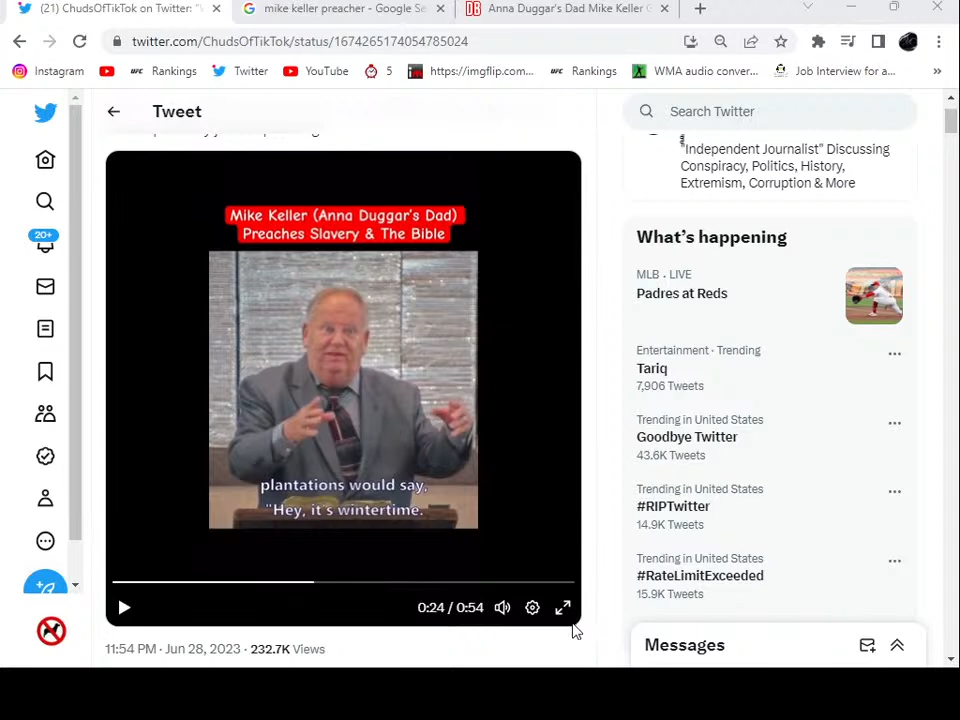 (21) ChudsOfTikTok on Twitter: "
mike keller preacher - Google Se
Anna Duggar's Dad Mike Keller
twitter.com/ChudsOfTikTok/status/1674265174054785024
Instagram
Rankings
Twitter
YouTube
5
https://imgflip.com...
Rankings
WMA audio conver...
Job Interview for a...
»
Tweet
Search Twitter
"Independent Journalist" Discussing
Conspiracy, Politics, History,
Extremism, Corruption & More
20+
Mike Keller (Anna Duggar's Dad)
Preaches Slavery & The Bible
plantations would say,
"Hey, it's wintertime.
0:24 / 0:54
11:54 PM · Jun 28, 2023 · 232.7K Views
What's happening
MLB · LIVE
Padres at Reds
Entertainment · Trending
Tariq
7,906 Tweets
Trending in United States
Goodbye Twitter
43.6K Tweets
Trending in United States
#RIPTwitter
14.9K Tweets
Trending in United States
#RateLimitExceeded
15.9K Tweets
Messages